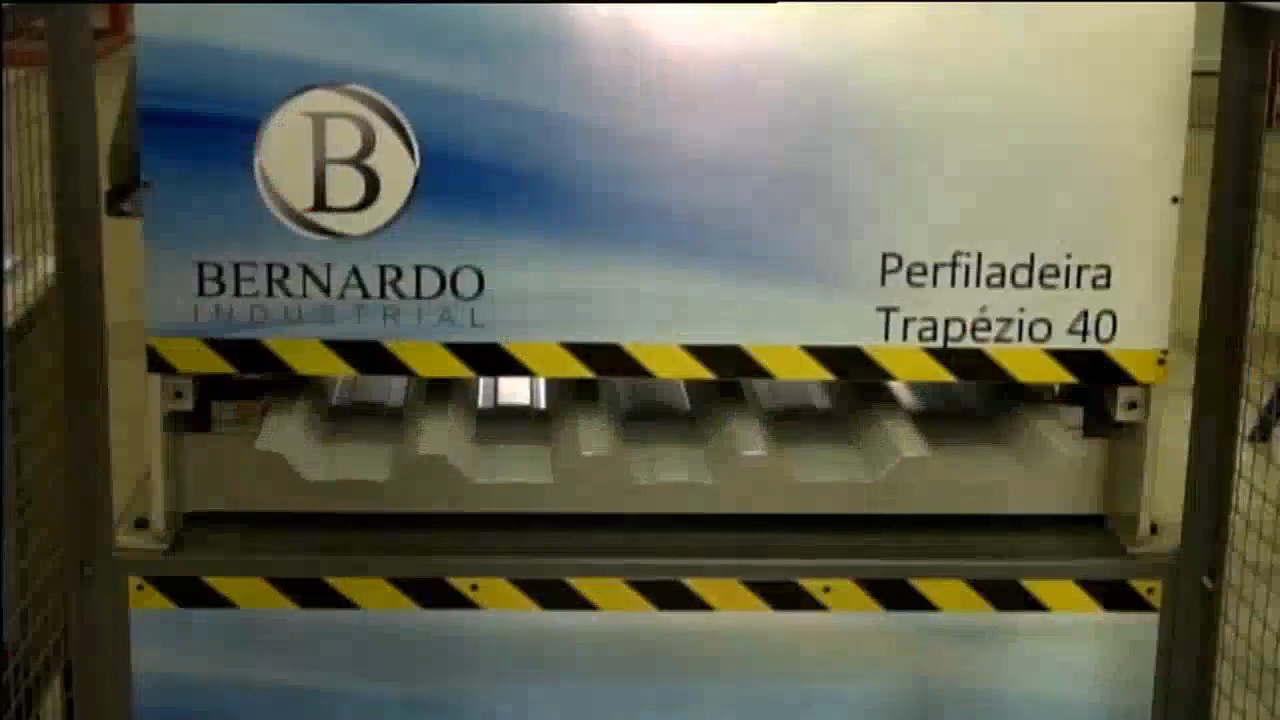 B
BERNARDO
INDUSTRIAL
Perfiladeira
Trapézio 40